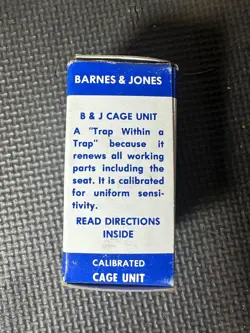 BARNES & JONES
B & J CAGE UNIT
A "Trap Within a
Trap" because it
renews all working
parts including the
seat. It is calibrated
for uniform sensi-
tivity.
READ DIRECTIONS
INSIDE
CALIBRATED
CAGE UNIT